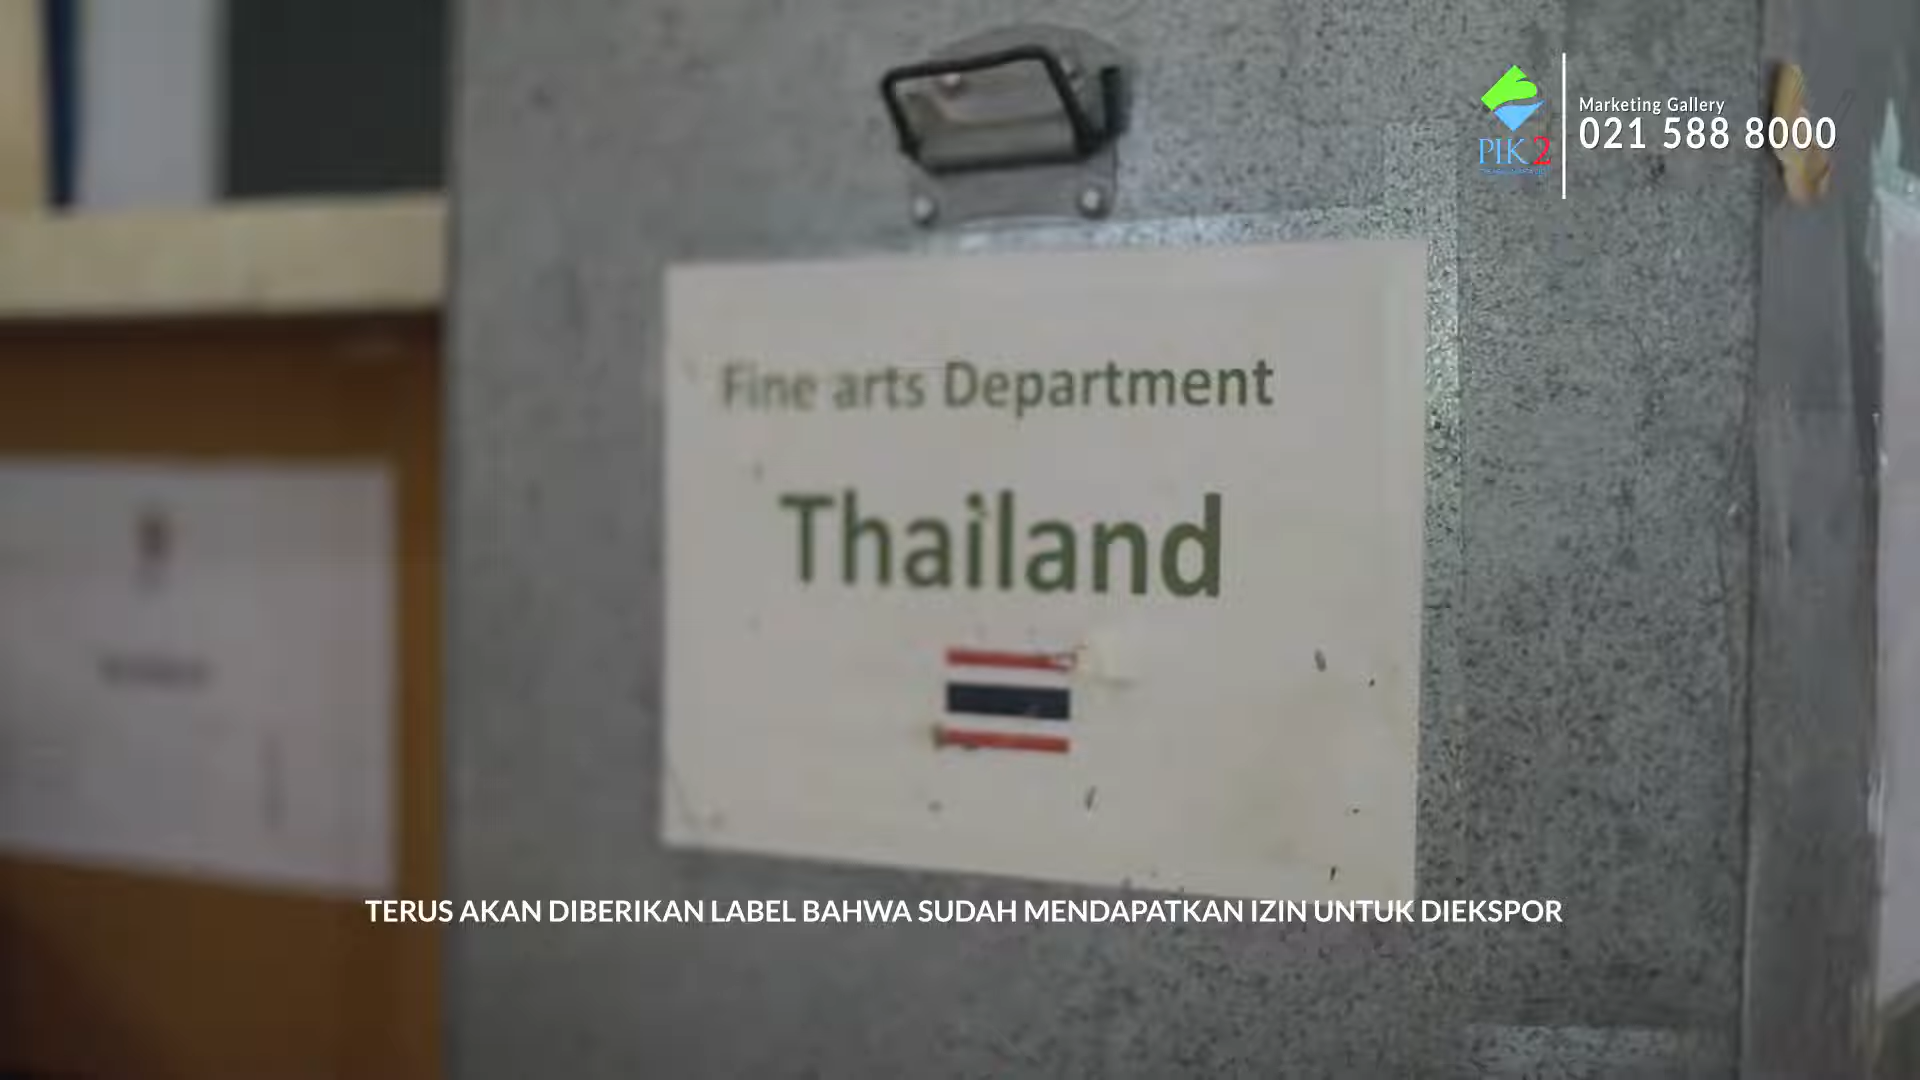 Marketing Gallery
021 588 8000
PIK 2
Fine arts Department
Thailand
TERUS AKAN DIBERIKAN LABEL BAHWA SUDAH MENDAPATKAN IZIN UNTUK DIEKSPOR